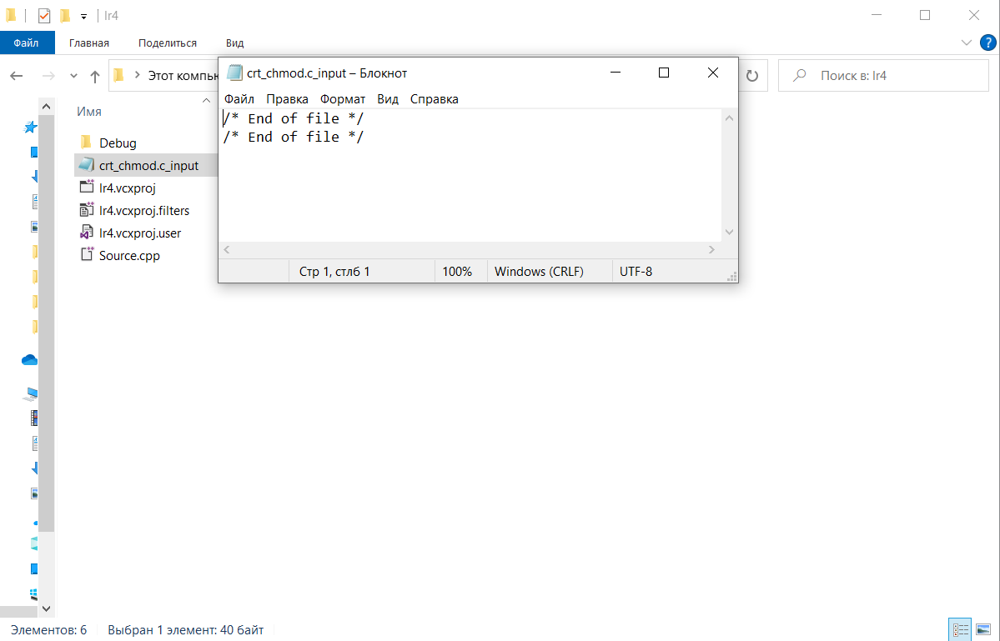 lr4
Файл Главная Поделиться Вид
Этот компьк
Поиск в: lr4
Имя
Debug
crt_chmod.c_input
lr4.vcxproj
lr4.vcxproj.filters
lr4.vcxproj.user
Source.cpp
crt_chmod.c_input – Блокнот
Файл Правка Формат Вид Справка
/* End of file */
/* End of file */
Стр 1, стлб 1 100% Windows (CRLF) UTF-8
Элементов: 6 Выбран 1 элемент: 40 байт